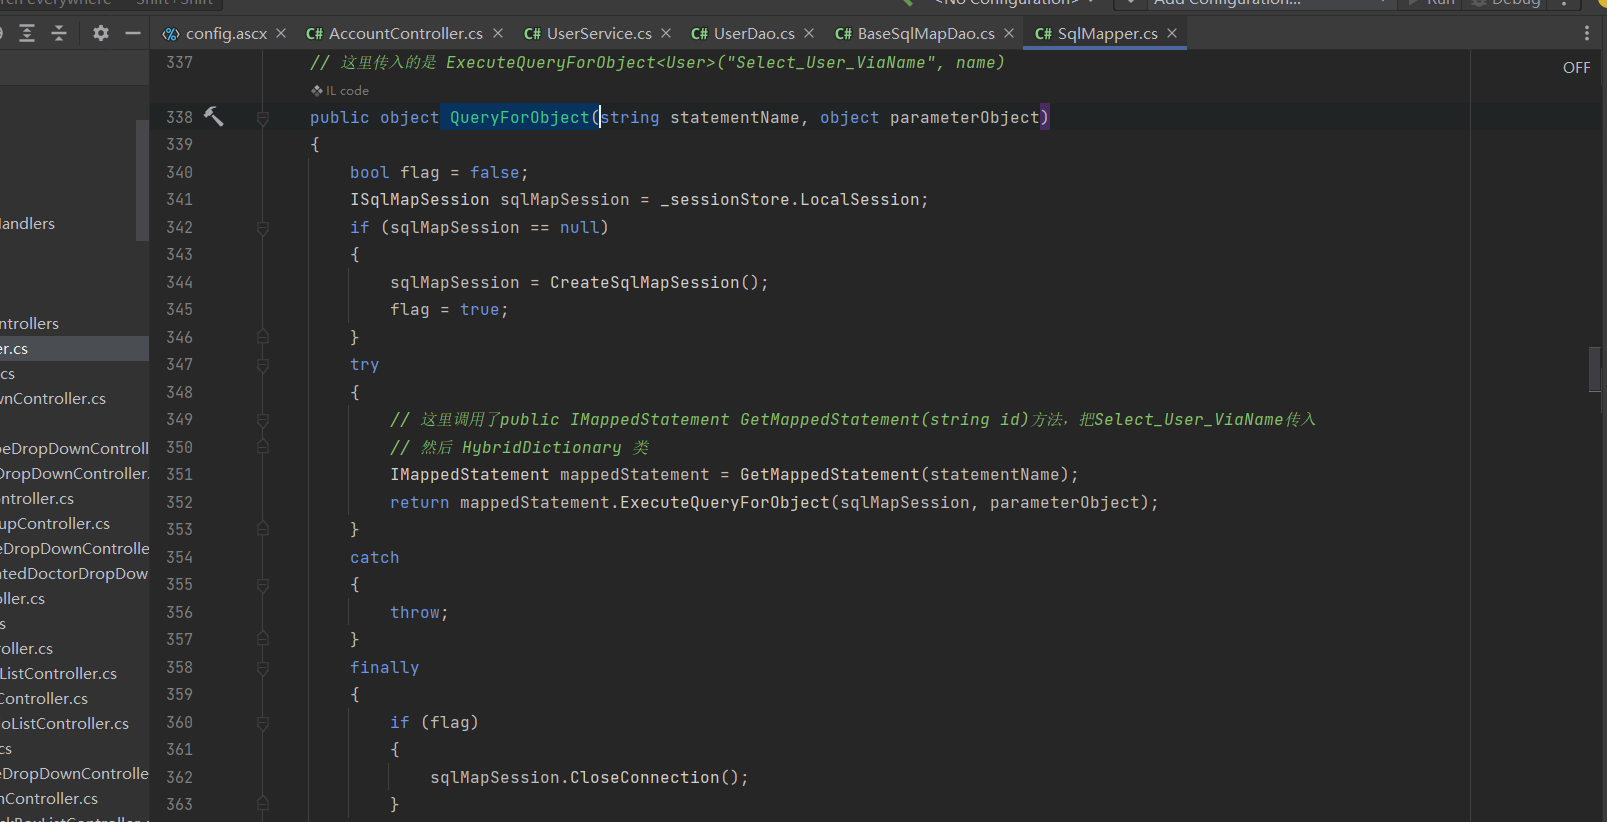 <No Configuration>
Add Configuration...
Run
Debug
config.ascx
AccountController.cs
UserService.cs
UserDao.cs
BaseSqlMapDao.cs
SqlMapper.cs
OFF
337 // 这里传入的是 ExecuteQueryForObject<User>("Select_User_ViaName", name)
IL code
338 public object QueryForObject(string statementName, object parameterObject)
339 {
340 bool flag = false;
341 ISqlMapSession sqlMapSession = _sessionStore.LocalSession;
342 if (sqlMapSession == null)
343 {
344 sqlMapSession = CreateSqlMapSession();
345 flag = true;
346 }
347 try
348 {
349 // 这里调用了public IMappedStatement GetMappedStatement(string id)方法，把Select_User_ViaName传入
350 // 然后 HybridDictionary 类
351 IMappedStatement mappedStatement = GetMappedStatement(statementName);
352 return mappedStatement.ExecuteQueryForObject(sqlMapSession, parameterObject);
353 }
354 catch
355 {
356 throw;
357 }
358 finally
359 {
360 if (flag)
361 {
362 sqlMapSession.CloseConnection();
363 }
Handlers
ntrollers
er.cs
cs
wnController.cs
peDropDownControll
DropDownController.
ontroller.cs
upController.cs
eDropDownControlle
atedDoctorDropDow
oller.cs
s
roller.cs
ListController.cs
Controller.cs
oListController.cs
cs
eDropDownControlle
nController.cs